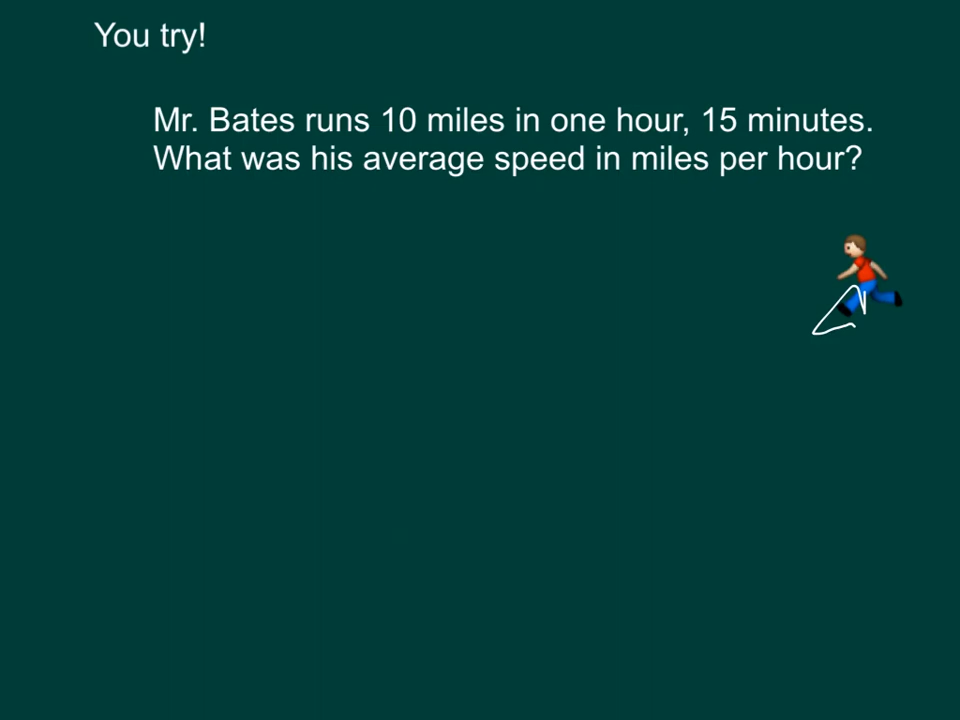 You try!
Mr. Bates runs 10 miles in one hour, 15 minutes.
What was his average speed in miles per hour?